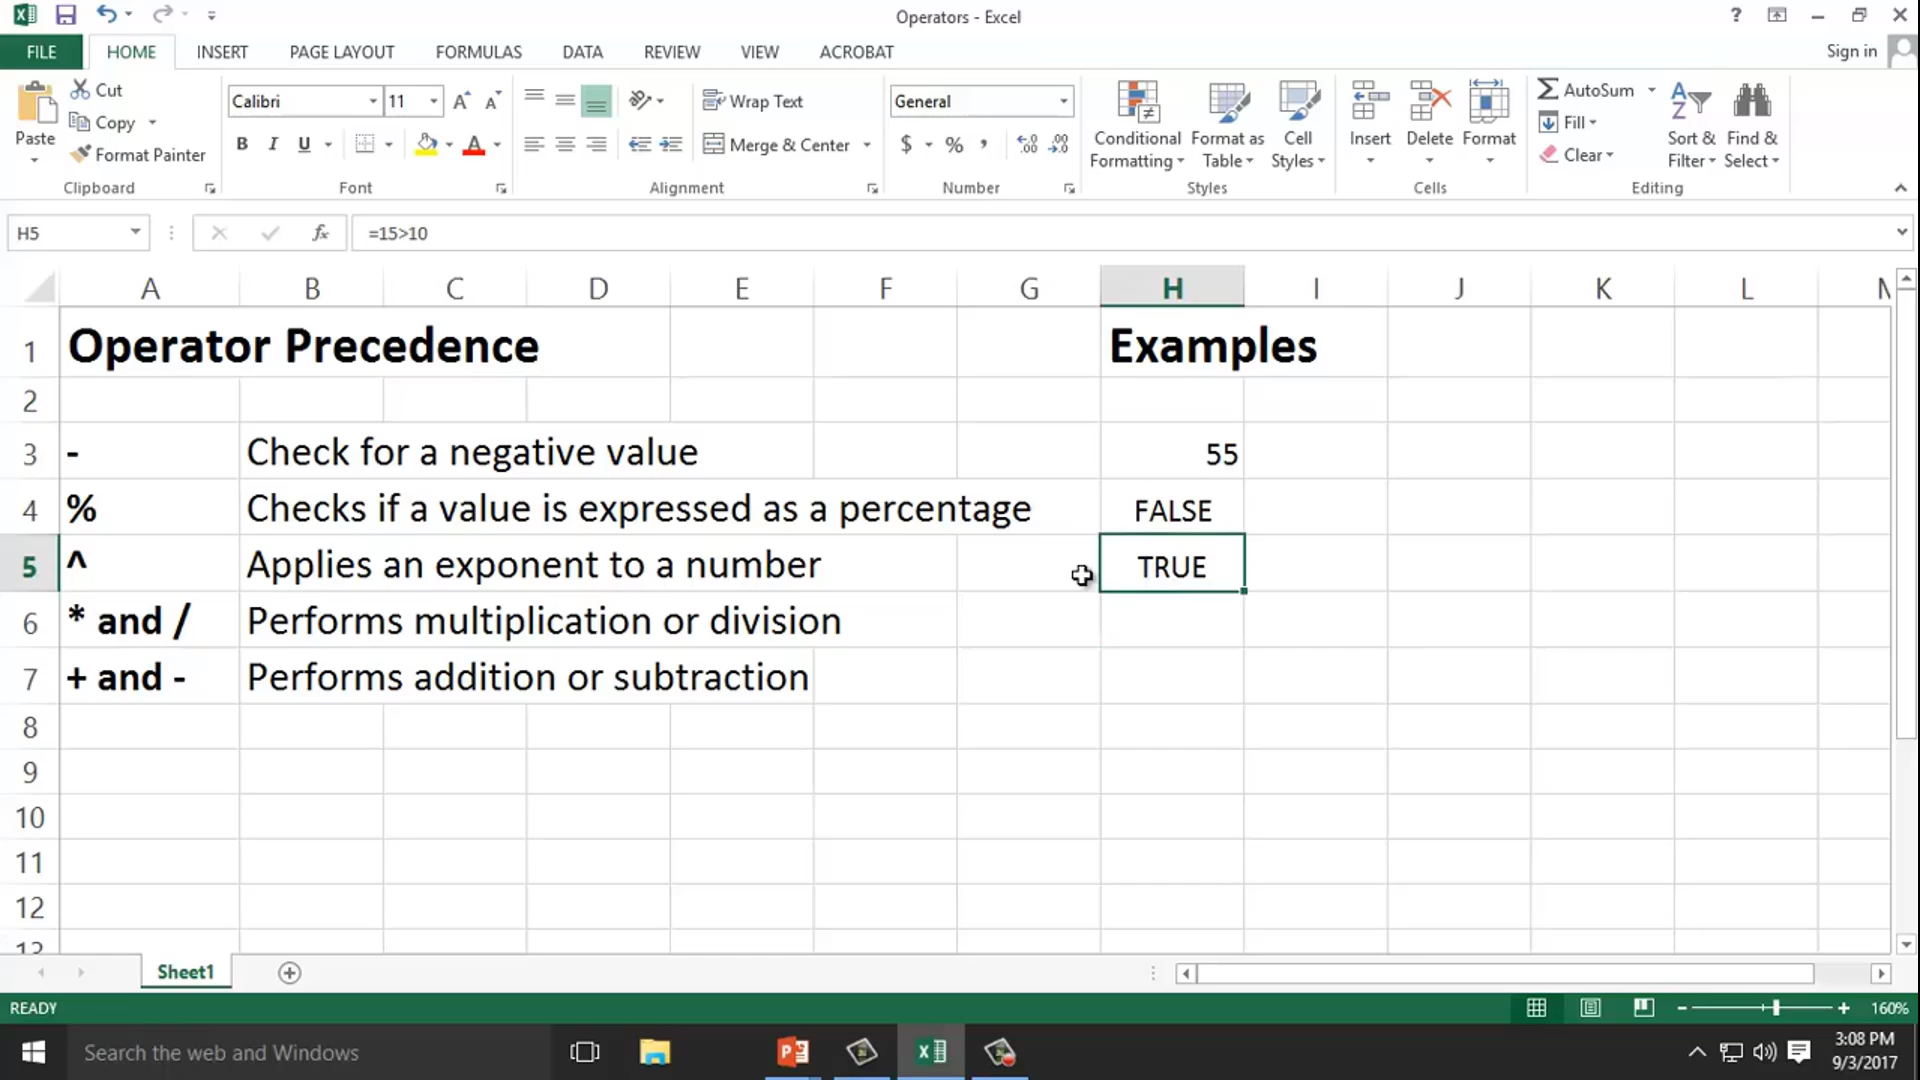 Operators - Excel
?
FILE
HOME
INSERT
PAGE LAYOUT
FORMULAS
DATA
REVIEW
VIEW
ACROBAT
Sign in
Paste
Cut
Copy
Format Painter
Clipboard
Calibri
11
B I U
Font
Wrap Text
Merge & Center
Alignment
General
$ % ,
Number
Conditional Formatting
Format as Table
Cell Styles
Styles
Insert
Delete
Format
Cells
AutoSum
Fill
Clear
Sort & Filter
Find & Select
Editing
H5
fx
=15>10
A B C D E F G H I J K L
1 Operator Precedence Examples
2
3 - Check for a negative value 55
4 % Checks if a value is expressed as a percentage FALSE
5 ^ Applies an exponent to a number TRUE
6 * and / Performs multiplication or division
7 + and - Performs addition or subtraction
8
9
10
11
12
13
Sheet1
READY
160%
Search the web and Windows
3:08 PM
9/3/2017